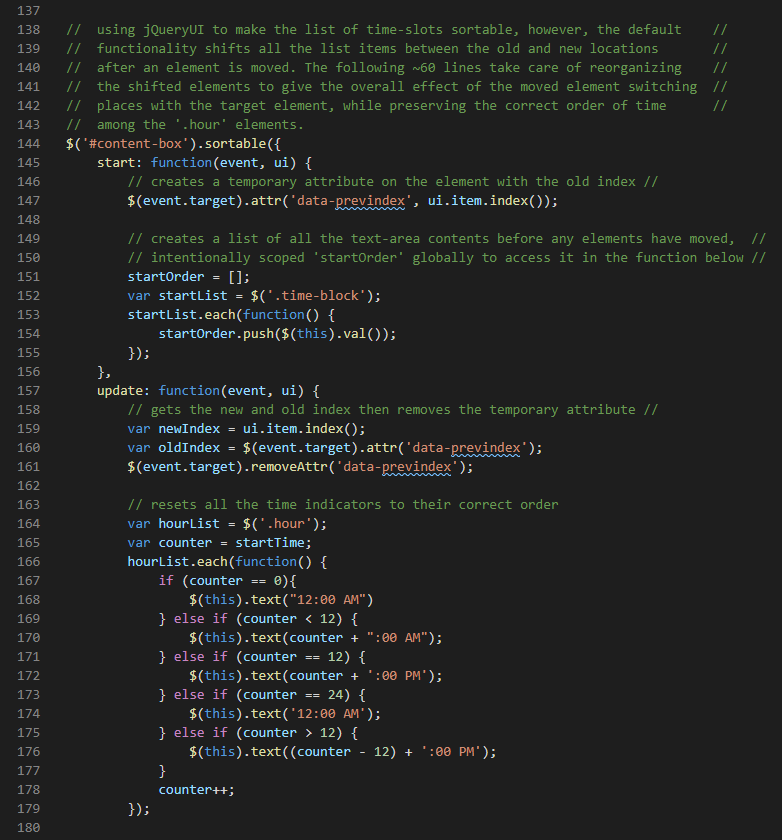 137
138 //  using jQueryUI to make the list of time-slots sortable, however, the default    //
139 //  functionality shifts all the list items between the old and new locations       //
140 //  after an element is moved. The following ~60 lines take care of reorganizing    //
141 //  the shifted elements to give the overall effect of the moved element switching  //
142 //  places with the target element, while preserving the correct order of time      //
143 //  among the '.hour' elements.
144 $('#content-box').sortable({
145     start: function(event, ui) {
146         // creates a temporary attribute on the element with the old index //
147         $(event.target).attr('data-previndex', ui.item.index());
148
149         // creates a list of all the text-area contents before any elements have moved,  //
150         // intentionally scoped 'startOrder' globally to access it in the function below //
151         startOrder = [];
152         var startList = $('.time-block');
153         startList.each(function() {
154             startOrder.push($(this).val());
155         });
156     },
157     update: function(event, ui) {
158         // gets the new and old index then removes the temporary attribute //
159         var newIndex = ui.item.index();
160         var oldIndex = $(event.target).attr('data-previndex');
161         $(event.target).removeAttr('data-previndex');
162
163         // resets all the time indicators to their correct order
164         var hourList = $('.hour');
165         var counter = startTime;
166         hourList.each(function() {
167             if (counter == 0){
168                 $(this).text("12:00 AM")
169             } else if (counter < 12) {
170                 $(this).text(counter + ":00 AM");
171             } else if (counter == 12) {
172                 $(this).text(counter + ':00 PM');
173             } else if (counter == 24) {
174                 $(this).text('12:00 AM');
175             } else if (counter > 12) {
176                 $(this).text((counter - 12) + ':00 PM');
177             }
178             counter++;
179         });
180